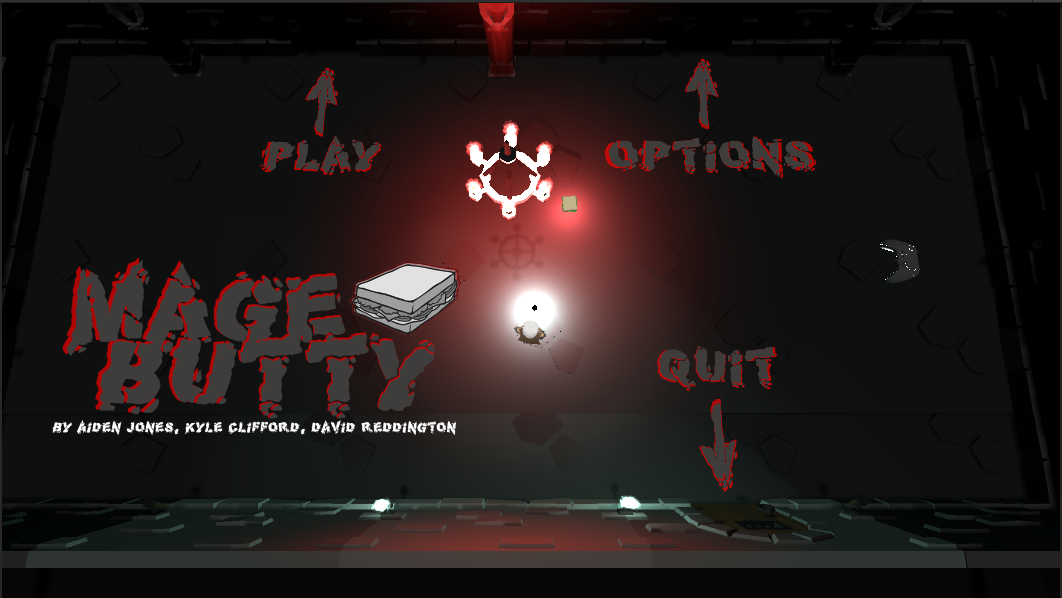 PLAY
OPTIONS
MAGE
BUTTY
BY AIDEN JONES, KYLE CLIFFORD, DAVID REDDINGTON
QUIT